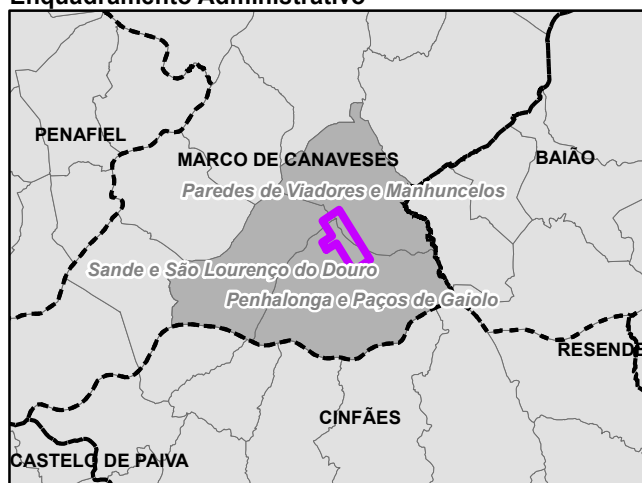 Enquadramento Administrativo
PENAFIEL
MARCO DE CANAVESES
BAIÃO
Paredes de Viadores e Manhuncelos
Sande e São Lourenço do Douro
Penhalonga e Paços de Gaiolo
RESENDE
CINFÃES
CASTELO DE PAIVA